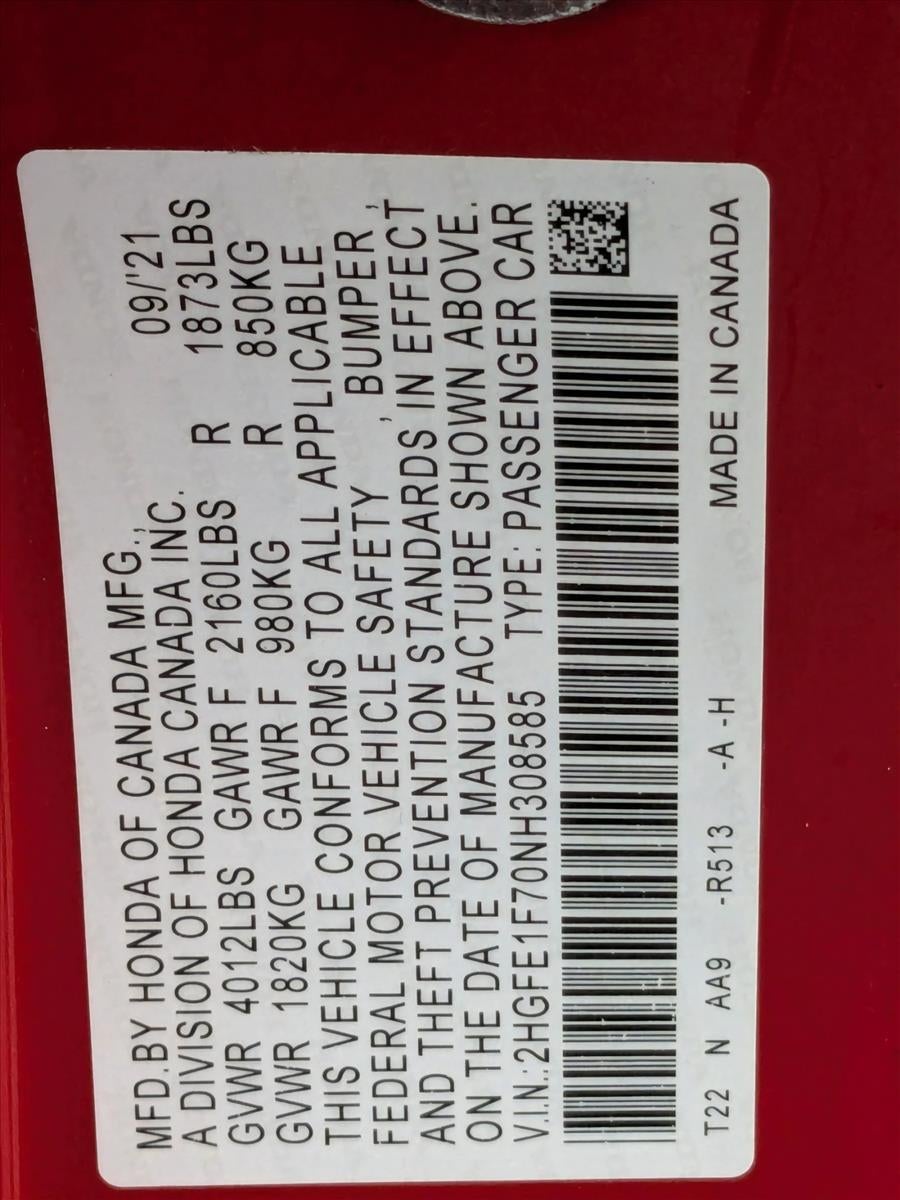 MFD.BY HONDA OF CANADA MFG., 09/'21
A DIVISION OF HONDA CANADA INC.
GVWR 4012LBS GAWR F 2160LBS R 1873LBS
GVWR 1820KG GAWR F 980KG R 850KG
THIS VEHICLE CONFORMS TO ALL APPLICABLE
FEDERAL MOTOR VEHICLE SAFETY, BUMPER,
AND THEFT PREVENTION STANDARDS IN EFFECT
ON THE DATE OF MANUFACTURE SHOWN ABOVE.
V.I.N.:2HGFE1F70NH308585 TYPE: PASSENGER CAR
T22 N AA9 -R513 -A -H MADE IN CANADA